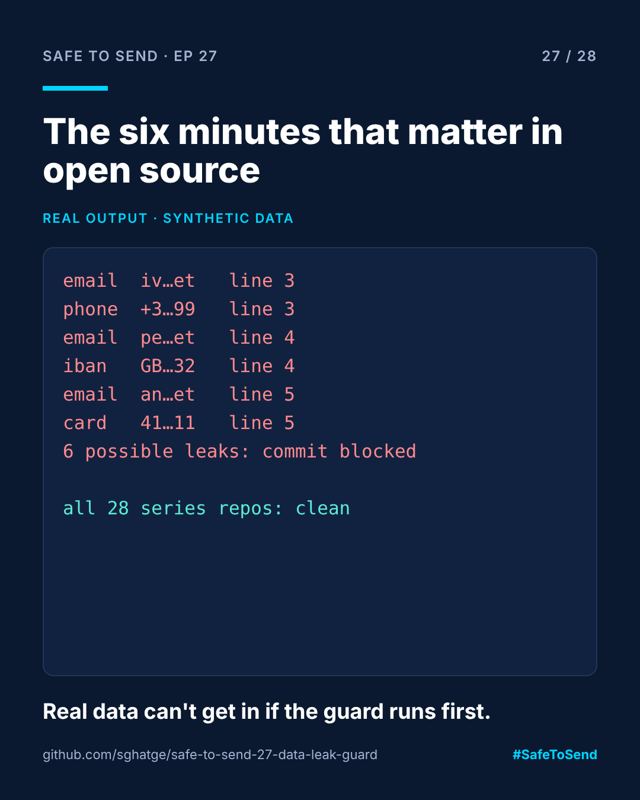 SAFE TO SEND · EP 27
27 / 28
The six minutes that matter in
open source
REAL OUTPUT · SYNTHETIC DATA
email  iv…et   line 3
phone  +3…99   line 3
email  pe…et   line 4
iban   GB…32   line 4
email  an…et   line 5
card   41…11   line 5
6 possible leaks: commit blocked
all 28 series repos: clean
Real data can't get in if the guard runs first.
github.com/sghatge/safe-to-send-27-data-leak-guard
#SafeToSend